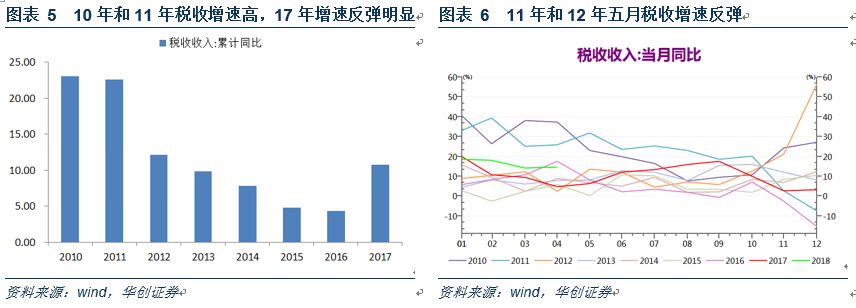 图表 5 10 年和 11 年税收增速高，17 年增速反弹明显
税收收入:累计同比
25.00
20.00
15.00
10.00
5.00
0.00
2010 2011 2012 2013 2014 2015 2016 2017
资料来源：wind，华创证券
图表 6 11 年和 12 年五月税收增速反弹
税收收入:当月同比
(%) (%)
60 60
50 50
40 40
30 30
20 20
10 10
0 0
-10 -10
01 02 03 04 05 06 07 08 09 10 11 12
2010 2011 2012 2013 2014 2015 2016 2017 2018
资料来源：wind，华创证券